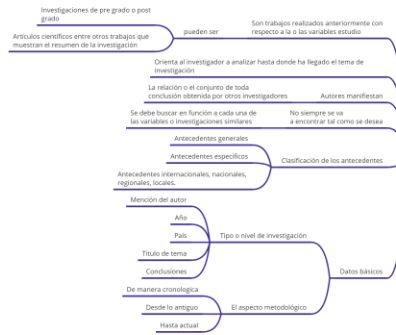 Investigaciones de pre grado o post
grado
Artículos científicos entre otros trabajos que
muestran el resumen de la investigación
pueden ser
Son trabajos realizados anteriormente con
respecto a la o las variables estudio
Orienta al investigador a analizar hasta donde ha llegado el tema de
investigación
La relación o el conjunto de toda
conclusión obtenida por otros investigadores
Autores manifiestan
Se debe buscar en función a cada una de
las variables o investigaciones similares
No siempre se va
a encontrar tal como se desea
Antecedentes generales
Antecedentes específicos
Antecedentes internacionales, nacionales,
regionales, locales.
Clasificación de los antecedentes
Mención del autor
Año
País
Título de tema
Conclusiones
Tipo o nivel de investigación
De manera cronologica
Desde lo antiguo
Hasta actual
El aspecto metodológico
Datos básicos